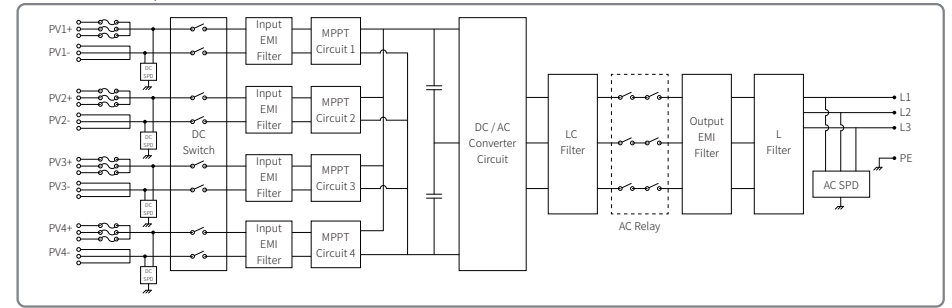 PV1+
PV1-
DC
SPD
PV2+
PV2-
DC
SPD
PV3+
PV3-
DC
SPD
PV4+
PV4-
DC
SPD
DC
Switch
Input
EMI
Filter
Input
EMI
Filter
Input
EMI
Filter
Input
EMI
Filter
MPPT
Circuit 1
MPPT
Circuit 2
MPPT
Circuit 3
MPPT
Circuit 4
DC / AC
Converter
Circuit
LC
Filter
AC Relay
Output
EMI
Filter
L
Filter
AC SPD
L1
L2
L3
PE